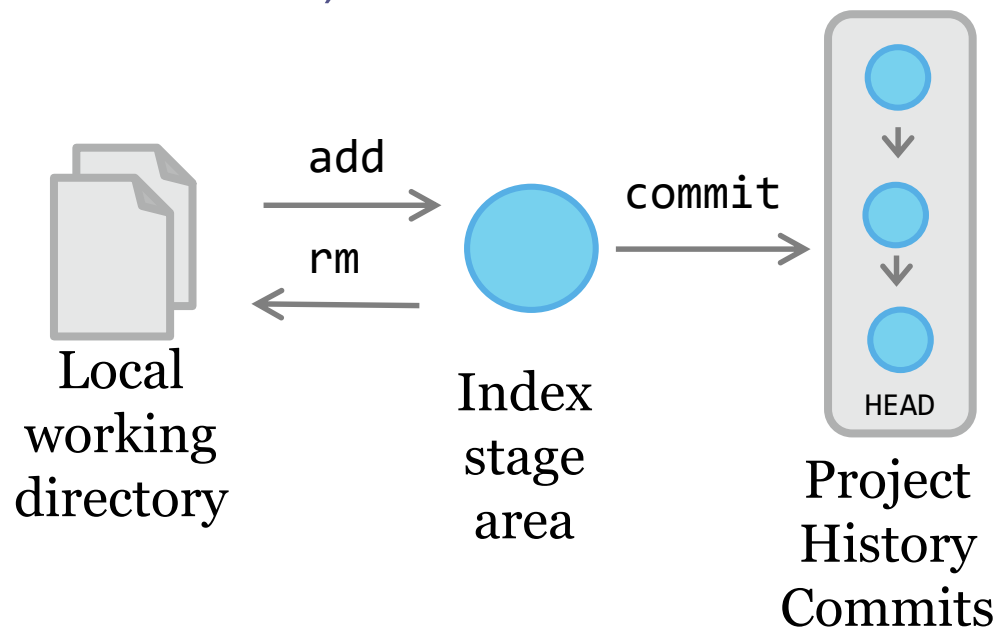 add
rm
commit
HEAD
Local
working
directory
Index
stage
area
Project
History
Commits